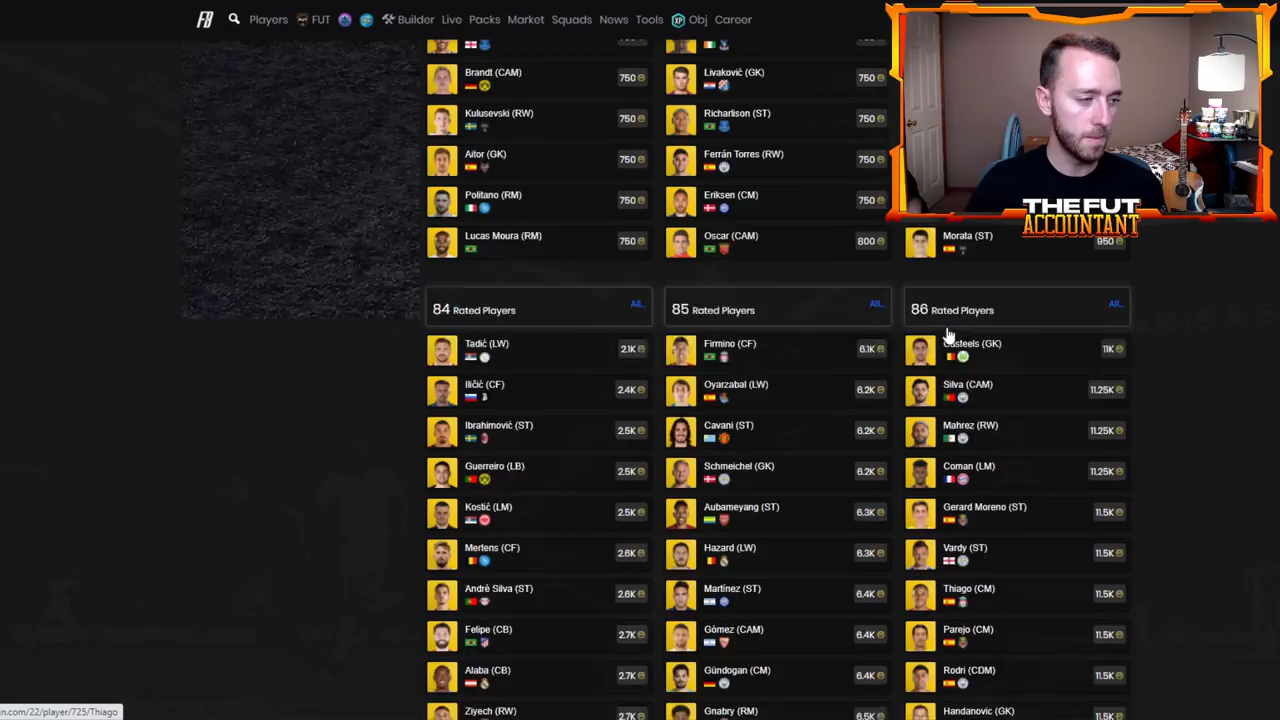 FB Players FUT Builder Live Packs Market Squads News Tools XP Obj Career
Brandt (CAM) 750
Kulusevski (RW) 750
Aitor (GK) 750
Politano (RM) 750
Lucas Moura (RM) 750
Livaković (GK) 750
Richarlison (ST) 750
Ferrán Torres (RW) 750
Eriksen (CM) 750
Oscar (CAM) 800
THE FUT
ACCOUNTANT
Morata (ST) 950
84 Rated Players All..
Tadić (LW) 2.1K
Iličić (CF) 2.4K
Ibrahimović (ST) 2.5K
Guerreiro (LB) 2.5K
Kostić (LM) 2.5K
Mertens (CF) 2.6K
André Silva (ST) 2.6K
Felipe (CB) 2.7K
Alaba (CB) 2.7K
Ziyech (RW) 2.7K
85 Rated Players All..
Firmino (CF) 6.1K
Oyarzabal (LW) 6.2K
Cavani (ST) 6.2K
Schmeichel (GK) 6.2K
Aubameyang (ST) 6.3K
Hazard (LW) 6.3K
Martínez (ST) 6.4K
Gómez (CAM) 6.4K
Gündogan (CM) 6.4K
Gnabry (RM) 6.5K
86 Rated Players All..
Casteels (GK) 11K
Silva (CAM) 11.25K
Mahrez (RW) 11.25K
Coman (LM) 11.25K
Gerard Moreno (ST) 11.5K
Vardy (ST) 11.5K
Thiago (CM) 11.5K
Parejo (CM) 11.5K
Rodri (CDM) 11.5K
Handanovic (GK) 11.5K
in.com/22/player/725/Thiago